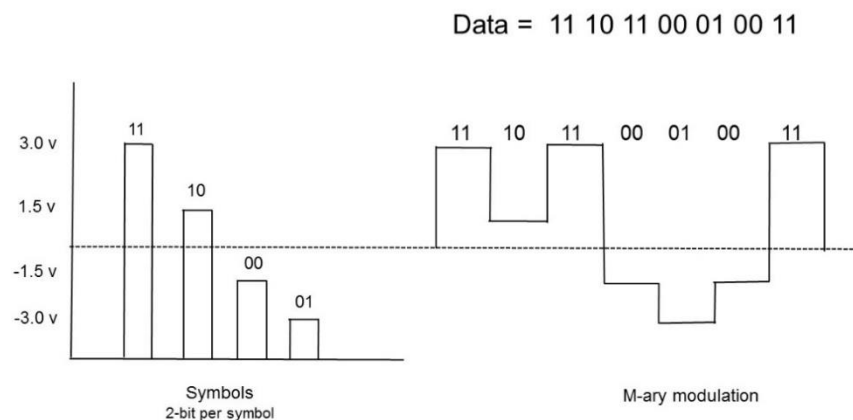 Data = 11 10 11 00 01 00 11
11
3.0 v
10
1.5 v
00
-1.5 v
01
-3.0 v
Symbols
2-bit per symbol
11 10 11 00 01 00 11
M-ary modulation